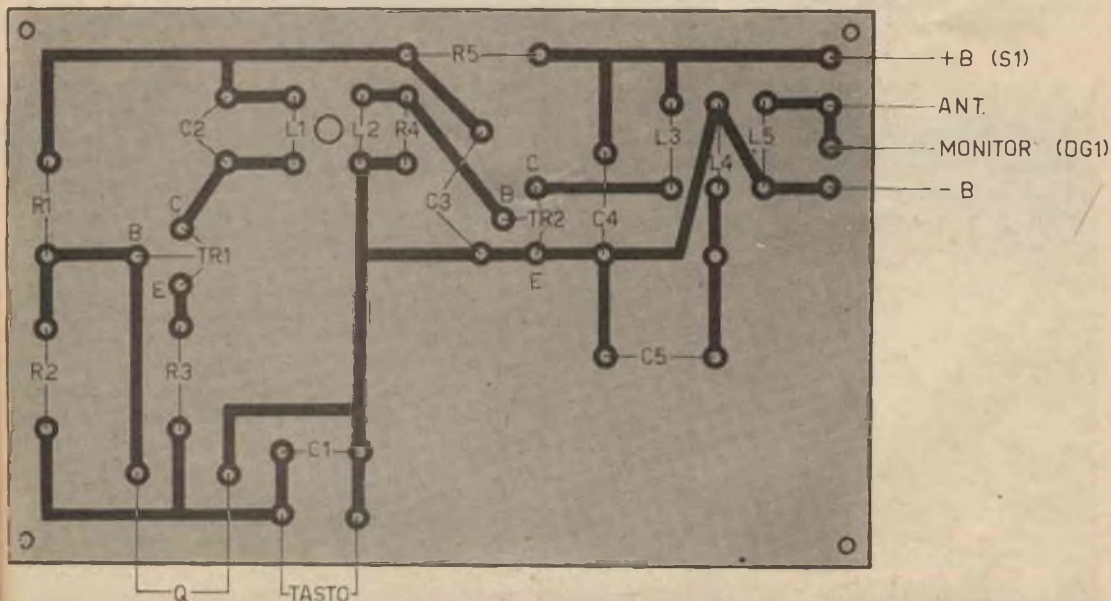 R5
+B (S1)
ANT.
MONITOR (DG1)
-B
C2
L1
L2
R4
L3
L4
L5
R1
C
B
TR1
E
C3
B
C
TR2
E
C4
R2
R3
C5
C1
Q
TASTO